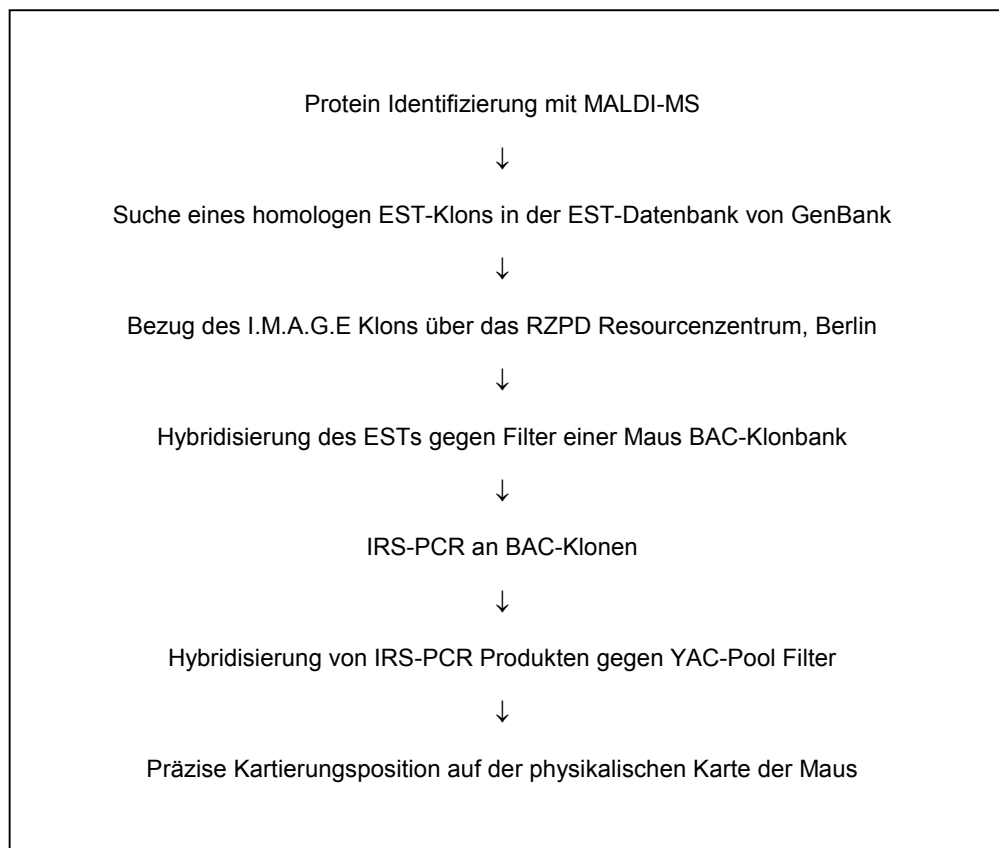 Protein Identifizierung mit MALDI-MS
↓
Suche eines homologen EST-Klons in der EST-Datenbank von GenBank
↓
Bezug des I.M.A.G.E Klons über das RZPD Resourcenzentrum, Berlin
↓
Hybridisierung des ESTs gegen Filter einer Maus BAC-Klonbank
↓
IRS-PCR an BAC-Klonen
↓
Hybridisierung von IRS-PCR Produkten gegen YAC-Pool Filter
↓
Präzise Kartierungsposition auf der physikalischen Karte der Maus